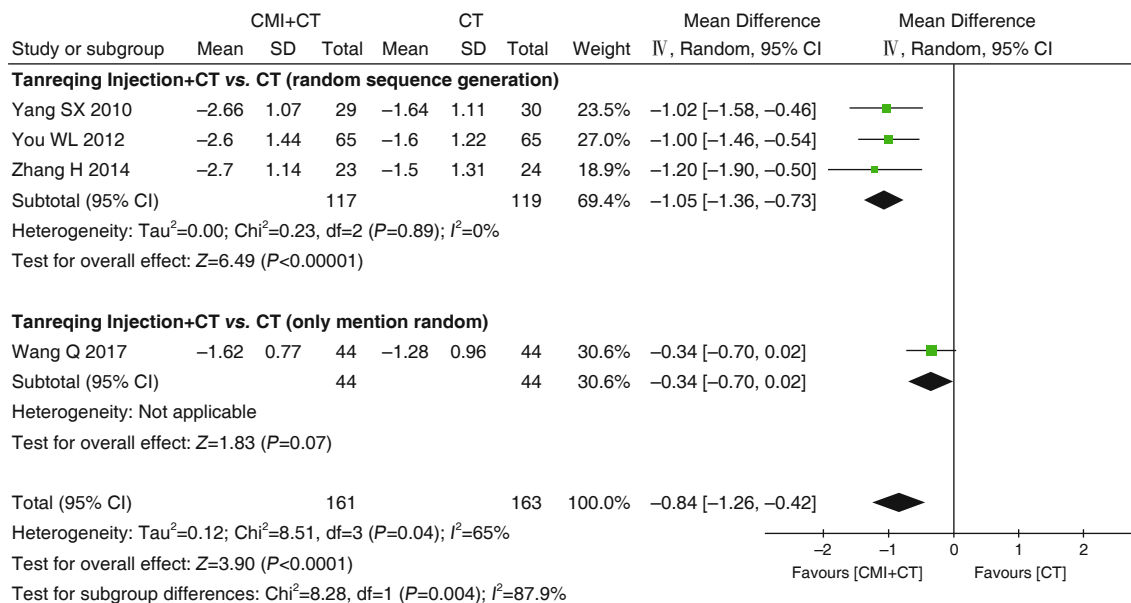 CMI+CT CT Mean Difference Mean Difference
Study or subgroup Mean SD Total Mean SD Total Weight Ⅳ, Random, 95% CI Ⅳ, Random, 95% CI
Tanreqing Injection+CT vs. CT (random sequence generation)
Yang SX 2010 –2.66 1.07 29 –1.64 1.11 30 23.5% –1.02 [–1.58, –0.46]
You WL 2012 –2.6 1.44 65 –1.6 1.22 65 27.0% –1.00 [–1.46, –0.54]
Zhang H 2014 –2.7 1.14 23 –1.5 1.31 24 18.9% –1.20 [–1.90, –0.50]
Subtotal (95% CI) 117 119 69.4% –1.05 [–1.36, –0.73]
Heterogeneity: Tau²=0.00; Chi²=0.23, df=2 (P=0.89); I²=0%
Test for overall effect: Z=6.49 (P<0.00001)
Tanreqing Injection+CT vs. CT (only mention random)
Wang Q 2017 –1.62 0.77 44 –1.28 0.96 44 30.6% –0.34 [–0.70, 0.02]
Subtotal (95% CI) 44 44 30.6% –0.34 [–0.70, 0.02]
Heterogeneity: Not applicable
Test for overall effect: Z=1.83 (P=0.07)
Total (95% CI) 161 163 100.0% –0.84 [–1.26, –0.42]
Heterogeneity: Tau²=0.12; Chi²=8.51, df=3 (P=0.04); I²=65%
Test for overall effect: Z=3.90 (P<0.0001)
Test for subgroup differences: Chi²=8.28, df=1 (P=0.004); I²=87.9%
–2 –1 0 1 2
Favours [CMI+CT] Favours [CT]